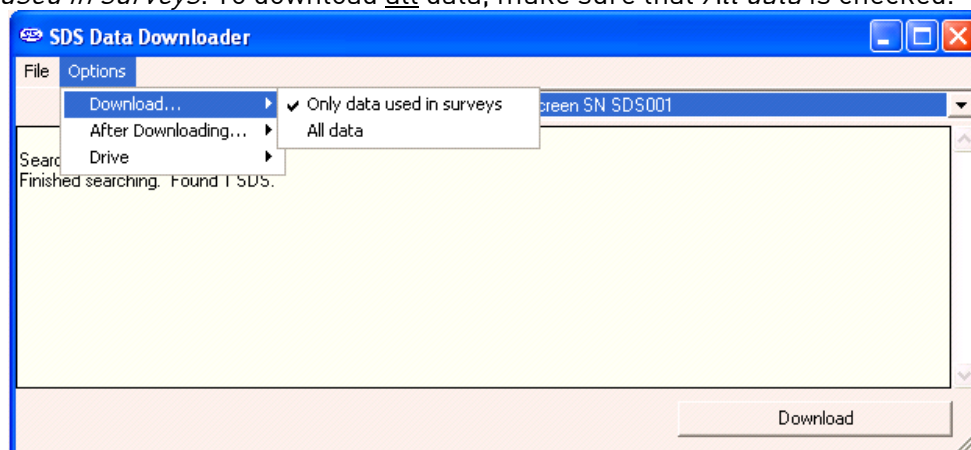 used in surveys. To download all data, make sure that All data is checked.
SDS Data Downloader
File Options
Download... Only data used in surveys creen SN SDS001
After Downloading... All data
Drive
Searc
Finished searching. Found 1 SDS.
Download